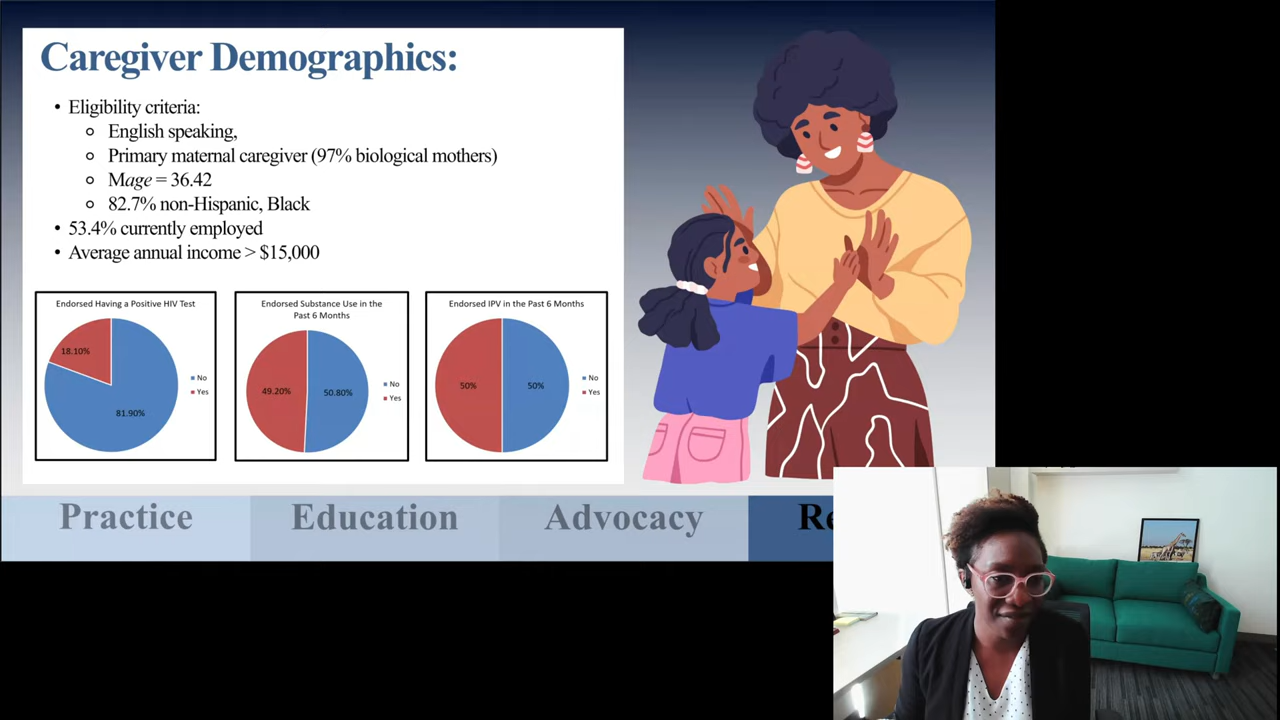 Caregiver Demographics:
• Eligibility criteria:
o English speaking,
o Primary maternal caregiver (97% biological mothers)
o Mage = 36.42
o 82.7% non-Hispanic, Black
• 53.4% currently employed
• Average annual income > $15,000
Endorsed Having a Positive HIV Test
18.10%
81.90%
No
Yes
Endorsed Substance Use in the
Past 6 Months
49.20%
50.80%
No
Yes
Endorsed IPV in the Past 6 Months
50%
50%
No
Yes
Practice
Education
Advocacy